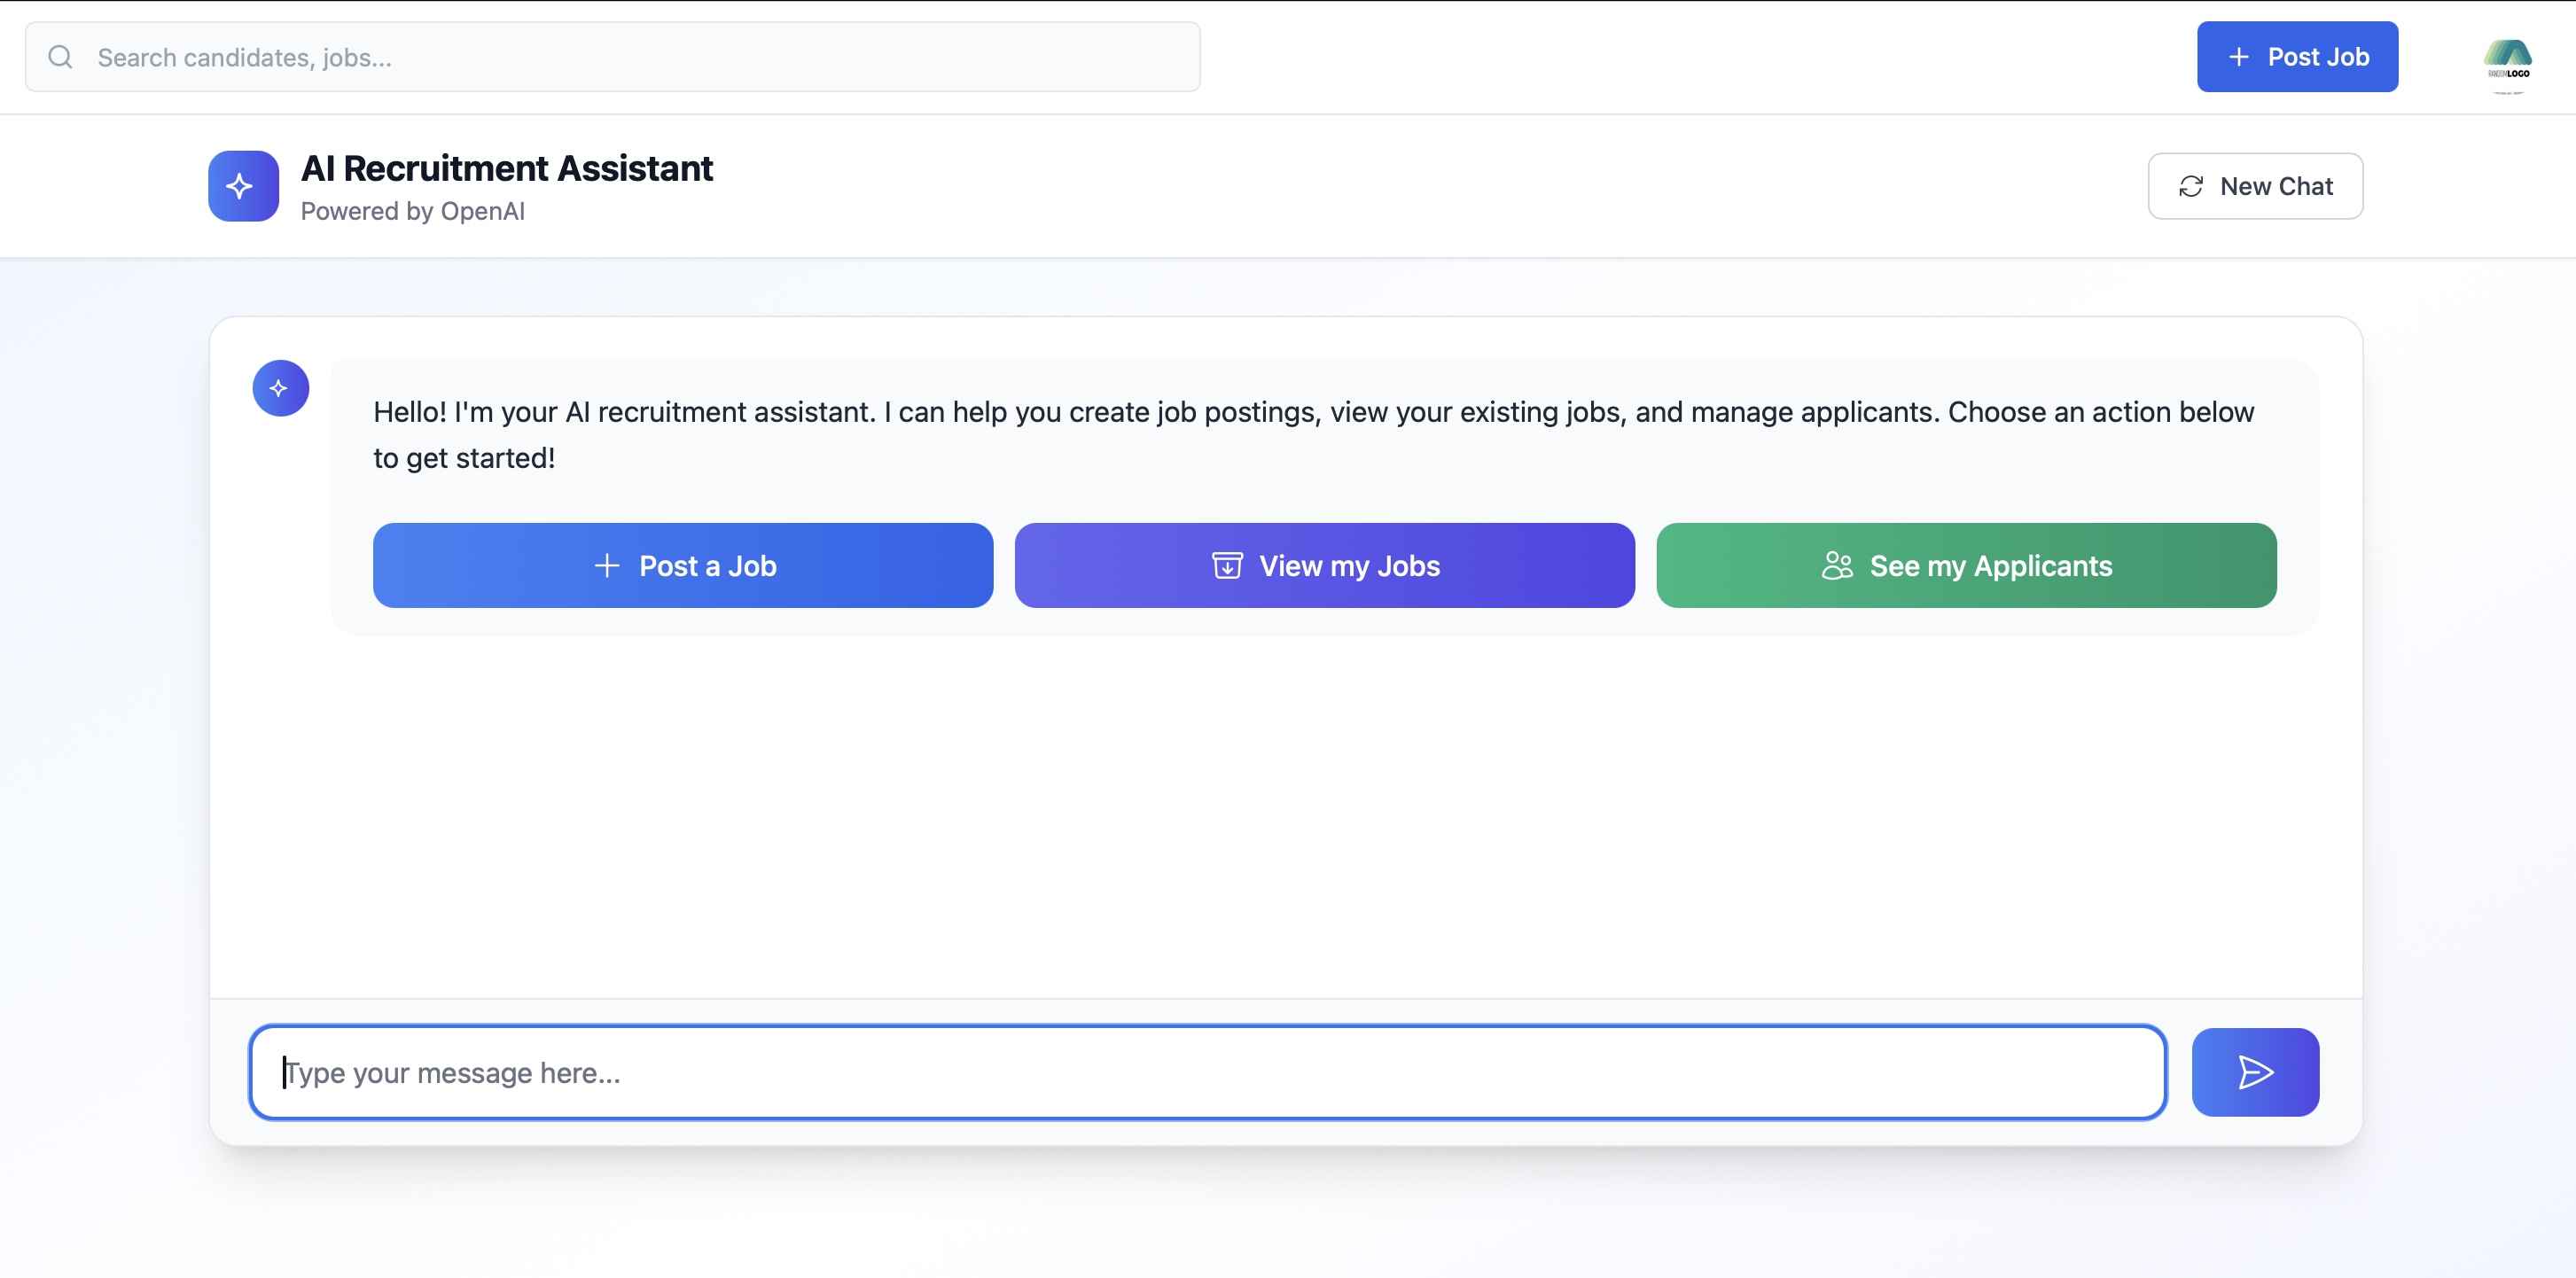 Search candidates, jobs...
Post Job
RANDOMLOGO
AI Recruitment Assistant
Powered by OpenAI
New Chat
Hello! I'm your AI recruitment assistant. I can help you create job postings, view your existing jobs, and manage applicants. Choose an action below
to get started!
Post a Job
View my Jobs
See my Applicants
Type your message here...